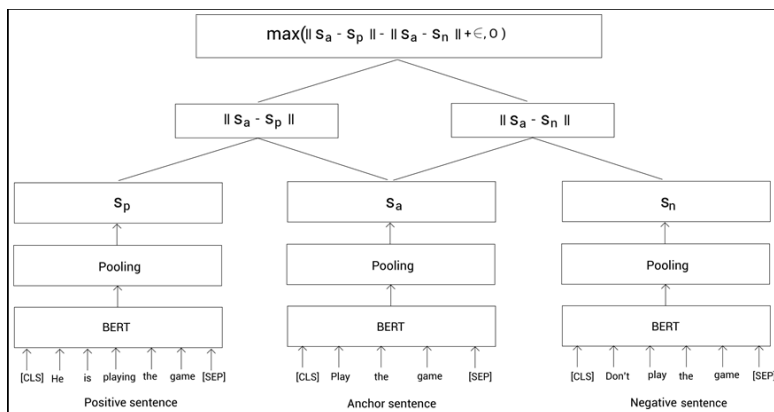 max(‖ Sa - Sp ‖ - ‖ Sa - Sn ‖ +∈, 0 )
‖ Sa - Sp ‖ ‖ Sa - Sn ‖
Sp Sa Sn
Pooling Pooling Pooling
BERT BERT BERT
[CLS] He is playing the game [SEP] [CLS] Play the game [SEP] [CLS] Don't play the game [SEP]
Positive sentence Anchor sentence Negative sentence